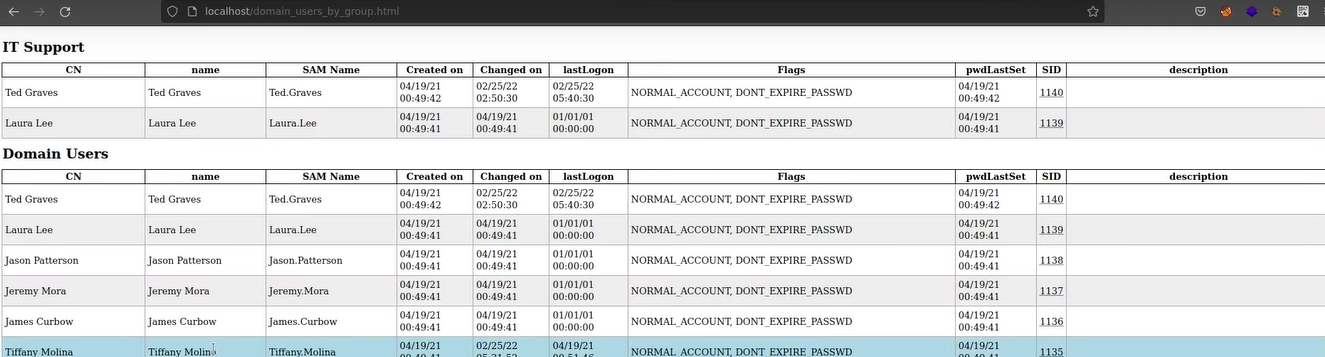 localhost/domain_users_by_group.html
IT Support
CN name SAM Name Created on Changed on lastLogon Flags pwdLastSet SID description
Ted Graves Ted Graves Ted.Graves 04/19/21 00:49:42 02/25/22 02:50:30 02/25/22 05:40:30 NORMAL_ACCOUNT, DONT_EXPIRE_PASSWD 04/19/21 00:49:42 1140
Laura Lee Laura Lee Laura.Lee 04/19/21 00:49:41 04/19/21 00:49:41 01/01/01 00:00:00 NORMAL_ACCOUNT, DONT_EXPIRE_PASSWD 04/19/21 00:49:41 1139
Domain Users
CN name SAM Name Created on Changed on lastLogon Flags pwdLastSet SID description
Ted Graves Ted Graves Ted.Graves 04/19/21 00:49:42 02/25/22 02:50:30 02/25/22 05:40:30 NORMAL_ACCOUNT, DONT_EXPIRE_PASSWD 04/19/21 00:49:42 1140
Laura Lee Laura Lee Laura.Lee 04/19/21 00:49:41 04/19/21 00:49:41 01/01/01 00:00:00 NORMAL_ACCOUNT, DONT_EXPIRE_PASSWD 04/19/21 00:49:41 1139
Jason Patterson Jason Patterson Jason.Patterson 04/19/21 00:49:41 04/19/21 00:49:41 01/01/01 00:00:00 NORMAL_ACCOUNT, DONT_EXPIRE_PASSWD 04/19/21 00:49:41 1138
Jeremy Mora Jeremy Mora Jeremy.Mora 04/19/21 00:49:41 04/19/21 00:49:41 01/01/01 00:00:00 NORMAL_ACCOUNT, DONT_EXPIRE_PASSWD 04/19/21 00:49:41 1137
James Curbow James Curbow James.Curbow 04/19/21 00:49:41 04/19/21 00:49:41 01/01/01 00:00:00 NORMAL_ACCOUNT, DONT_EXPIRE_PASSWD 04/19/21 00:49:41 1136
Tiffany Molina Tiffany Molina Tiffany.Molina 04/19/21 02/25/22 04/19/21 NORMAL_ACCOUNT, DONT_EXPIRE_PASSWD 04/19/21 1135